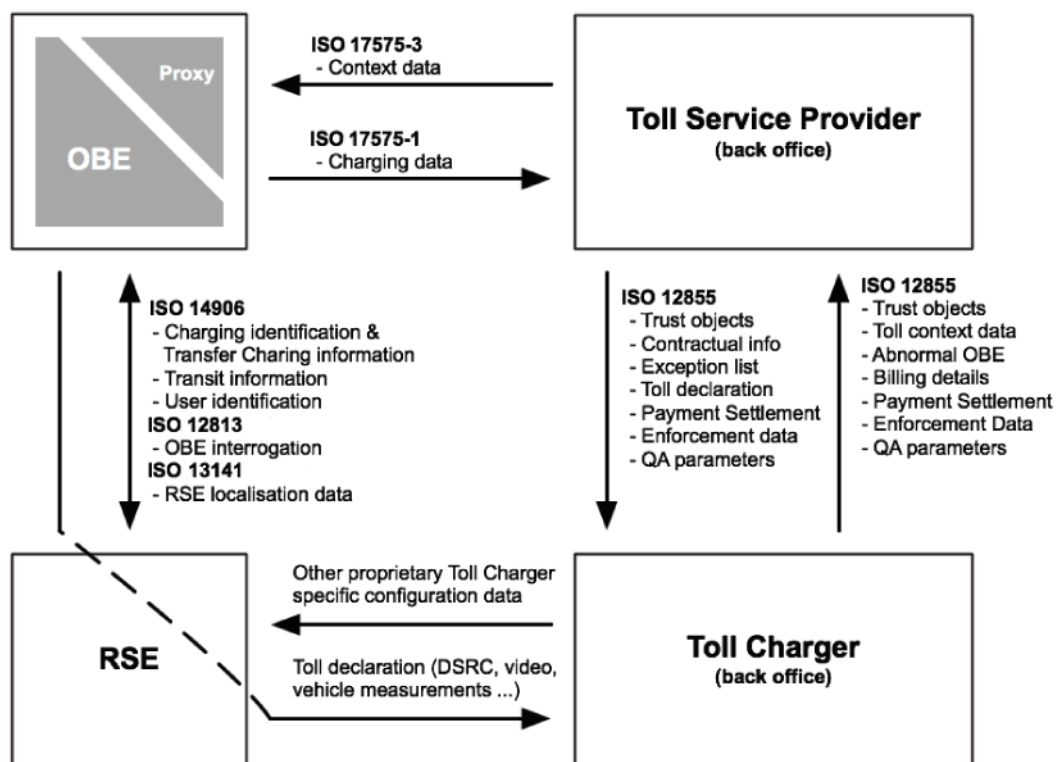 Proxy
OBE
ISO 17575-3
- Context data
ISO 17575-1
- Charging data
Toll Service Provider
(back office)
ISO 14906
- Charging identification &
Transfer Charing information
- Transit information
- User identification
ISO 12813
- OBE interrogation
ISO 13141
- RSE localisation data
ISO 12855
- Trust objects
- Contractual info
- Exception list
- Toll declaration
- Payment Settlement
- Enforcement data
- QA parameters
ISO 12855
- Trust objects
- Toll context data
- Abnormal OBE
- Billing details
- Payment Settlement
- Enforcement Data
- QA parameters
RSE
Other proprietary Toll Charger
specific configuration data
Toll declaration (DSRC, video,
vehicle measurements ...)
Toll Charger
(back office)